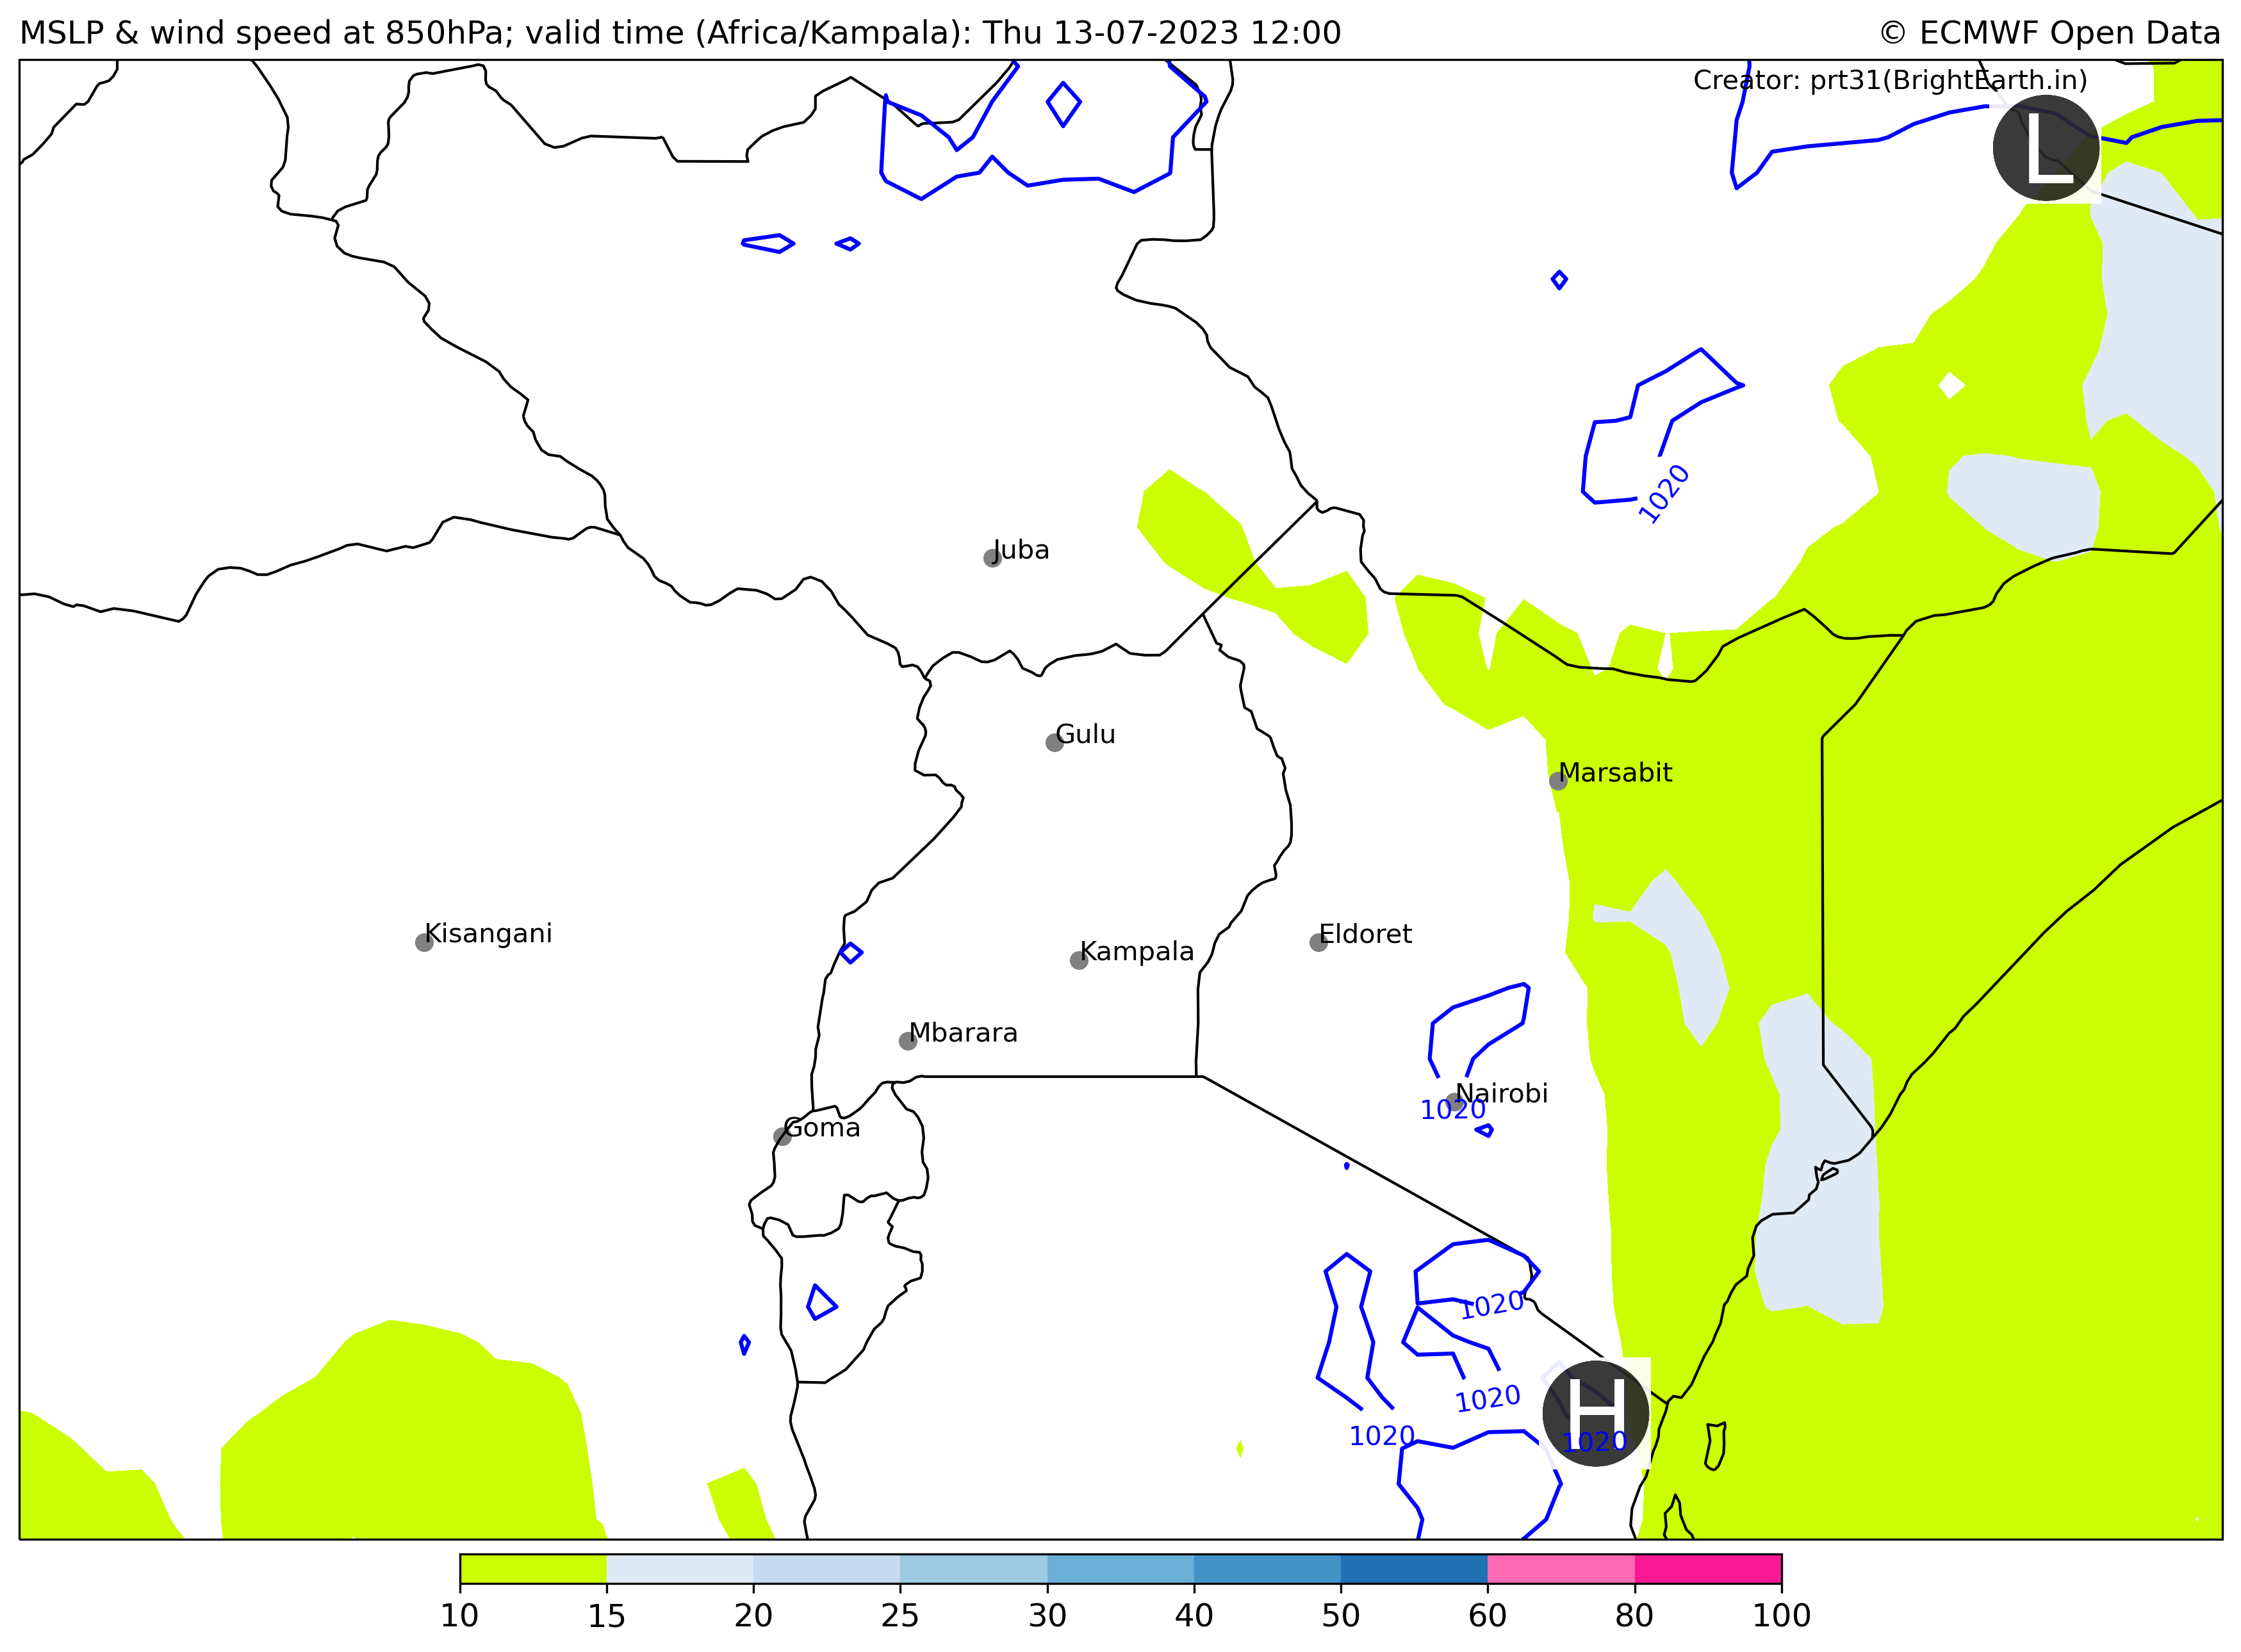 MSLP & wind speed at 850hPa; valid time (Africa/Kampala): Thu 13-07-2023 12:00
© ECMWF Open Data
Creator: prt31(BrightEarth.in)
L
1020
Juba
Gulu
Marsabit
Kisangani
Eldoret
Kampala
Mbarara
Nairobi
1020
Goma
1020
1020
H
1020
1020
10 15 20 25 30 40 50 60 80 100